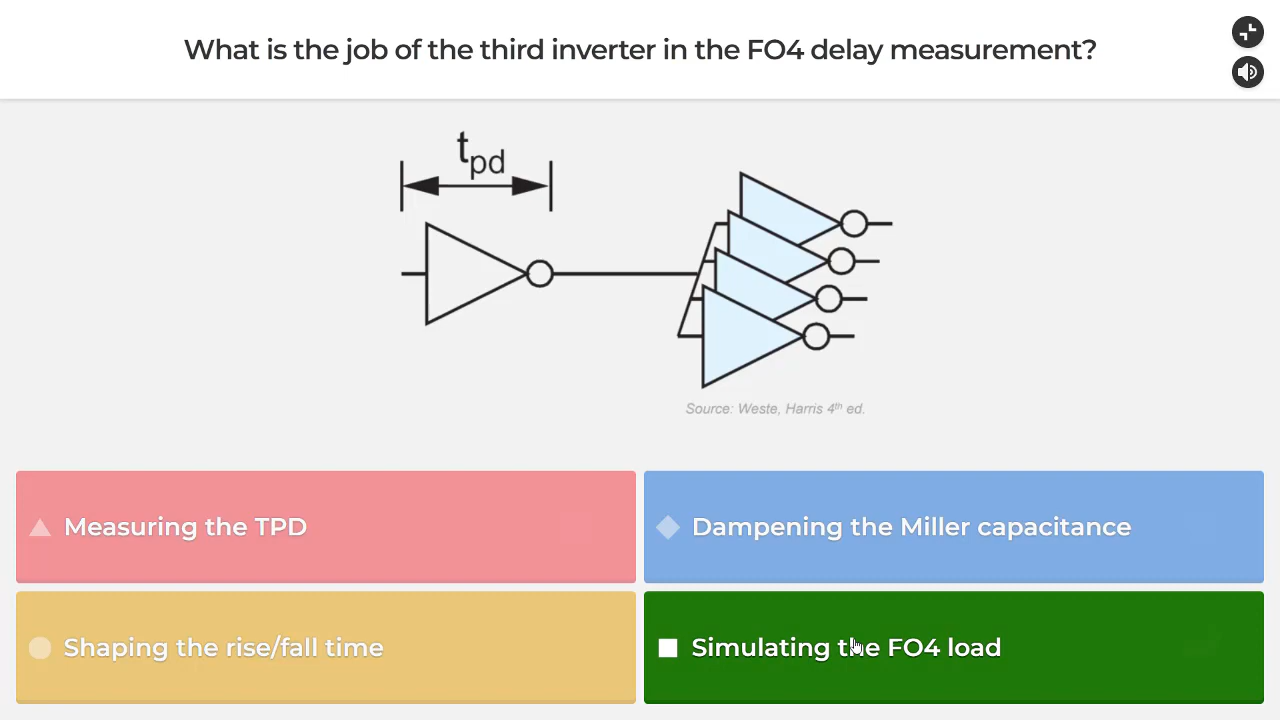 What is the job of the third inverter in the FO4 delay measurement?
tpd
Source: Weste, Harris 4th ed.
Measuring the TPD
Dampening the Miller capacitance
Shaping the rise/fall time
Simulating the FO4 load